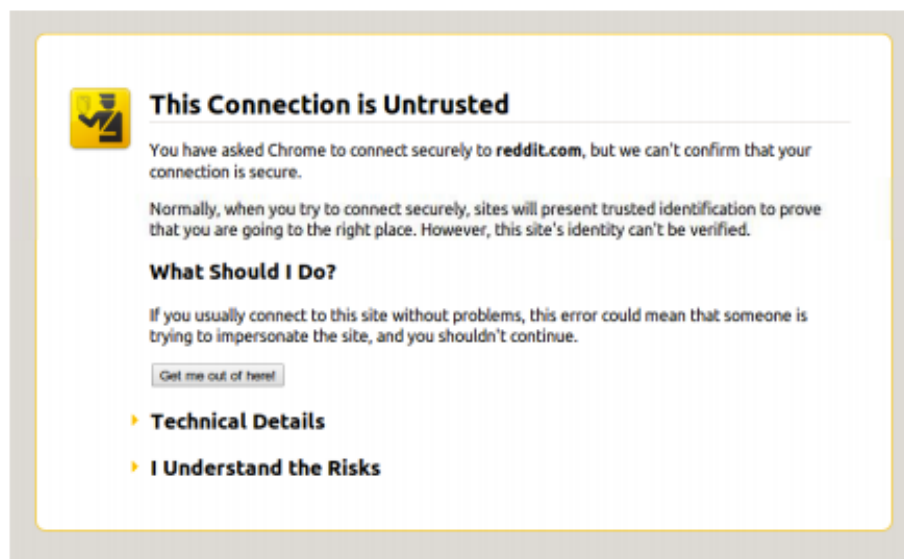 This Connection is Untrusted
You have asked Chrome to connect securely to reddit.com, but we can't confirm that your
connection is secure.
Normally, when you try to connect securely, sites will present trusted identification to prove
that you are going to the right place. However, this site's identity can't be verified.
What Should I Do?
If you usually connect to this site without problems, this error could mean that someone is
trying to impersonate the site, and you shouldn't continue.
Get me out of here!
Technical Details
I Understand the Risks